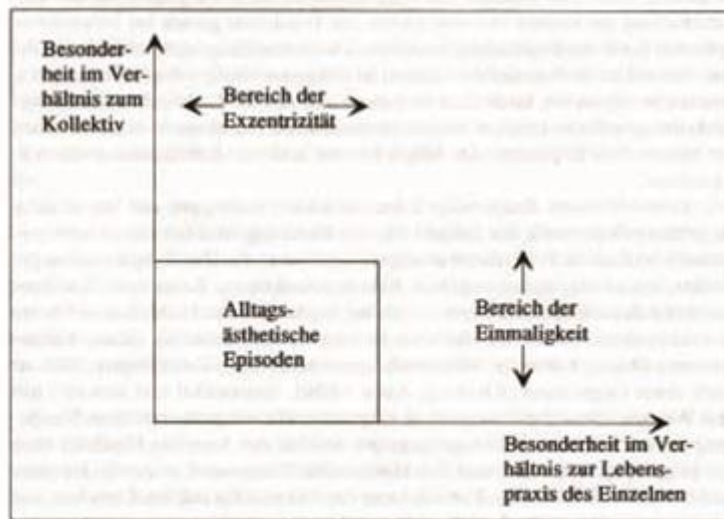 Besonder-
heit im Ver-
hältnis zum
Kollektiv
Bereich der
Exzentrizität
Alltags-
ästhetische
Episoden
Bereich der
Einmaligkeit
Besonderheit im Ver-
hältnis zur Lebens-
praxis des Einzelnen